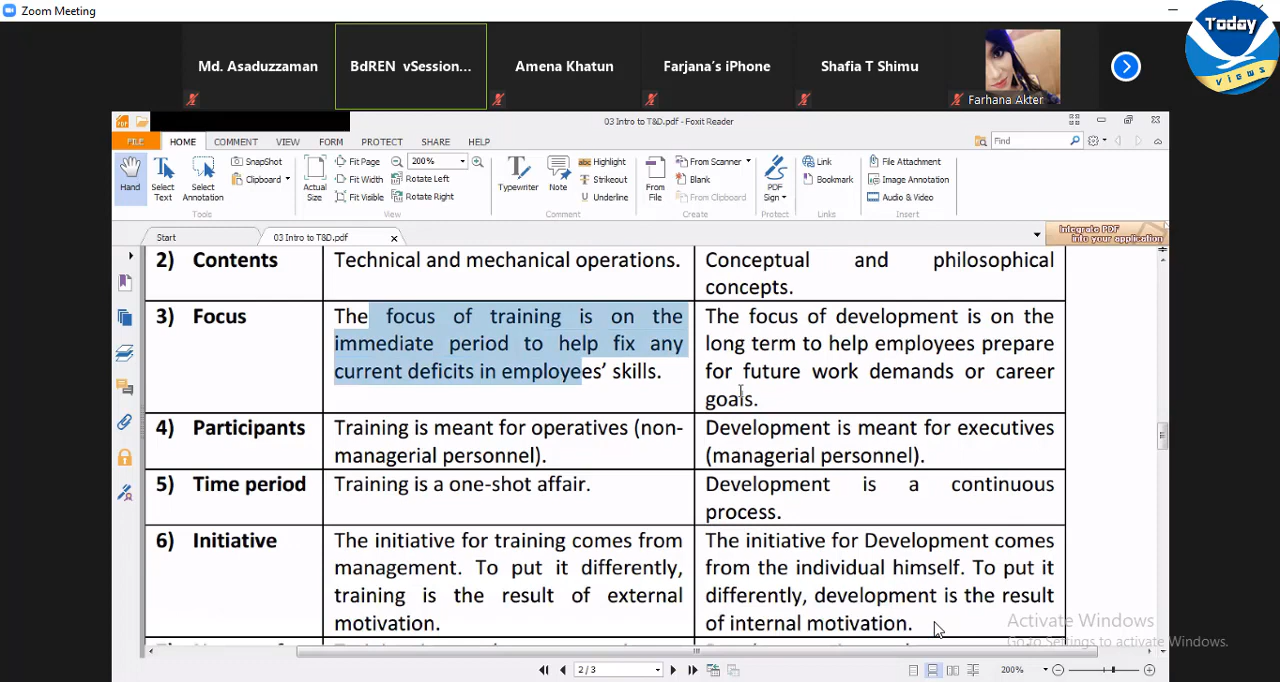 Zoom Meeting
Today
views
Md. Asaduzzaman
BdREN vSession...
Amena Khatun
Farjana's iPhone
Shafia T Shimu
Farhana Akter
03 Intro to T&D.pdf - Foxit Reader
FILE HOME COMMENT VIEW FORM PROTECT SHARE HELP
Find
Hand
Select Text
Select Annotation
SnapShot
Clipboard
Tools
Actual Size
Fit Page
Fit Width
Fit Visible
200%
Rotate Left
Rotate Right
View
Typewriter
Note
Highlight
Strikeout
Underline
Comment
From File
From Scanner
Blank
From Clipboard
Create
PDF Sign
Protect
Link
Bookmark
Links
File Attachment
Image Annotation
Audio & Video
Insert
Start
03 Intro to T&D.pdf
Integrate PDF
into your application
2) Contents
Technical and mechanical operations.
Conceptual and philosophical
concepts.
3) Focus
The focus of training is on the
immediate period to help fix any
current deficits in employees' skills.
The focus of development is on the
long term to help employees prepare
for future work demands or career
goals.
4) Participants
Training is meant for operatives (non-
managerial personnel).
Development is meant for executives
(managerial personnel).
5) Time period
Training is a one-shot affair.
Development is a continuous
process.
6) Initiative
The initiative for training comes from
management. To put it differently,
training is the result of external
motivation.
The initiative for Development comes
from the individual himself. To put it
differently, development is the result
of internal motivation.
Activate Windows
Go to Settings to activate Windows.
2 / 3
200%